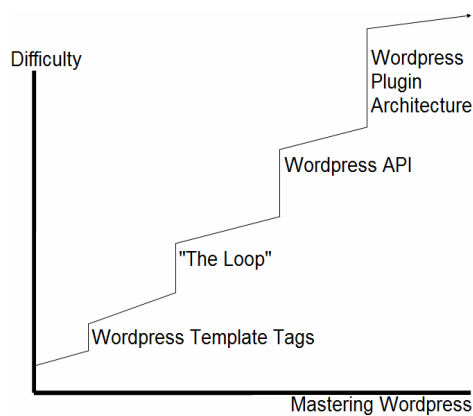 Difficulty
Wordpress
Plugin
Architecture
Wordpress API
"The Loop"
Wordpress Template Tags
Mastering Wordpress